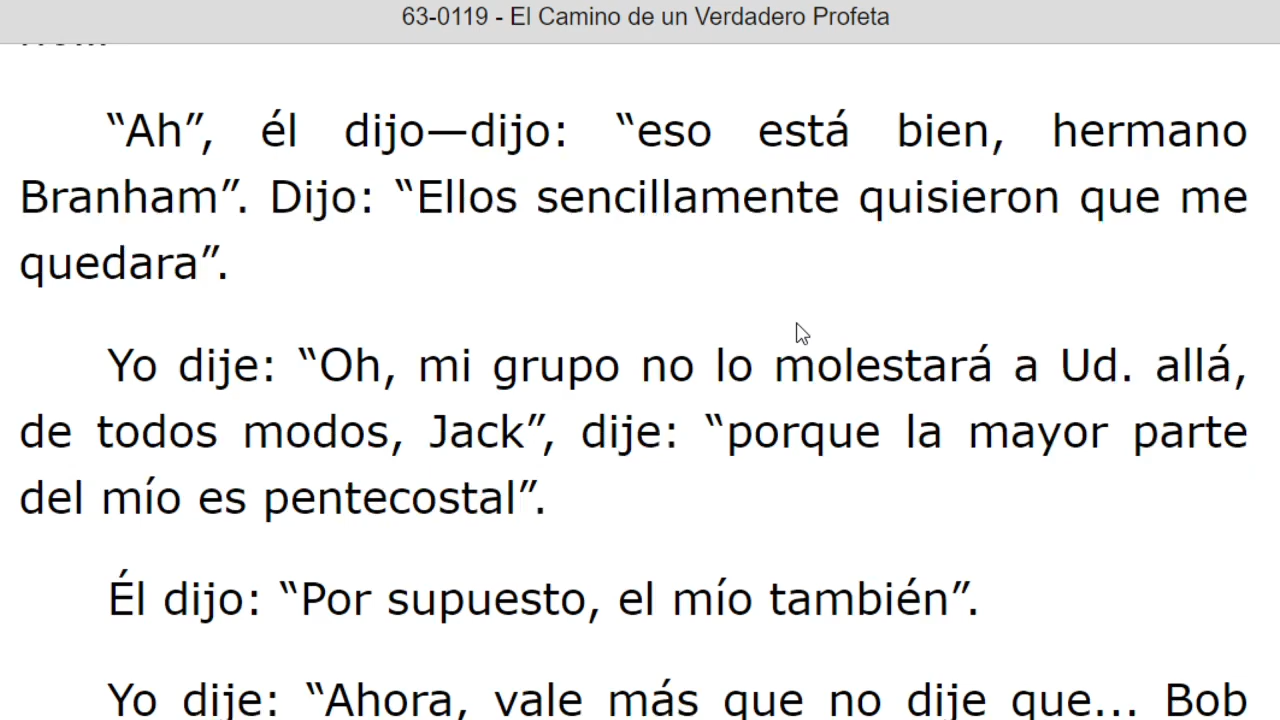 63-0119 - El Camino de un Verdadero Profeta
“Ah”, él dijo—dijo: “eso está bien, hermano
Branham”. Dijo: “Ellos sencillamente quisieron que me
quedara”.
Yo dije: “Oh, mi grupo no lo molestará a Ud. allá,
de todos modos, Jack”, dije: “porque la mayor parte
del mío es pentecostal”.
Él dijo: “Por supuesto, el mío también”.
Yo dije: “Ahora, vale más que no dije que... Bob